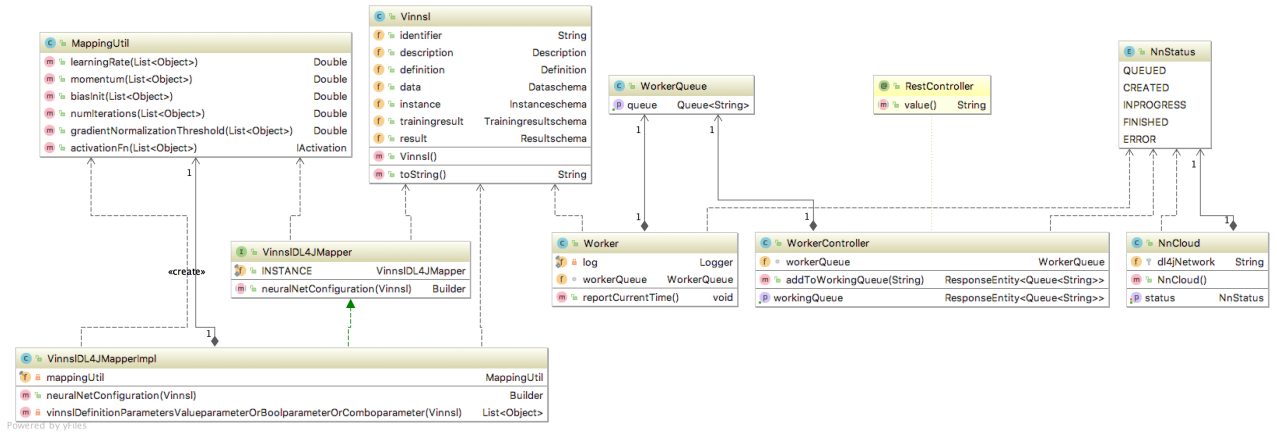 MappingUtil
learningRate(List<Object>) Double
momentum(List<Object>) Double
biasInit(List<Object>) Double
numIterations(List<Object>) Double
gradientNormalizationThreshold(List<Object>) Double
activationFn(List<Object>) IActivation
Vinnsl
identifier String
description Description
definition Definition
data Dataschema
instance Instanceschema
trainingresult Trainingresultschema
result Resultschema
Vinnsl()
toString() String
WorkerQueue
queue Queue<String>
RestController
value() String
NnStatus
QUEUED
CREATED
INPROGRESS
FINISHED
ERROR
1
1
1
1
«create»
VinnslDL4JMapper
INSTANCE VinnslDL4JMapper
neuralNetConfiguration(Vinnsl) Builder
1
1
1
Worker
log Logger
workerQueue WorkerQueue
reportCurrentTime() void
WorkerController
workerQueue WorkerQueue
addToWorkingQueue(String) ResponseEntity<Queue<String>>
workingQueue ResponseEntity<Queue<String>>
NnCloud
dl4jNetwork String
NnCloud()
status NnStatus
1
VinnslDL4JMapperImpl
mappingUtil MappingUtil
neuralNetConfiguration(Vinnsl) Builder
vinnslDefinitionParametersValueparameterOrBoolparameterOrComboparameter(Vinnsl) List<Object>
Powered by yFiles